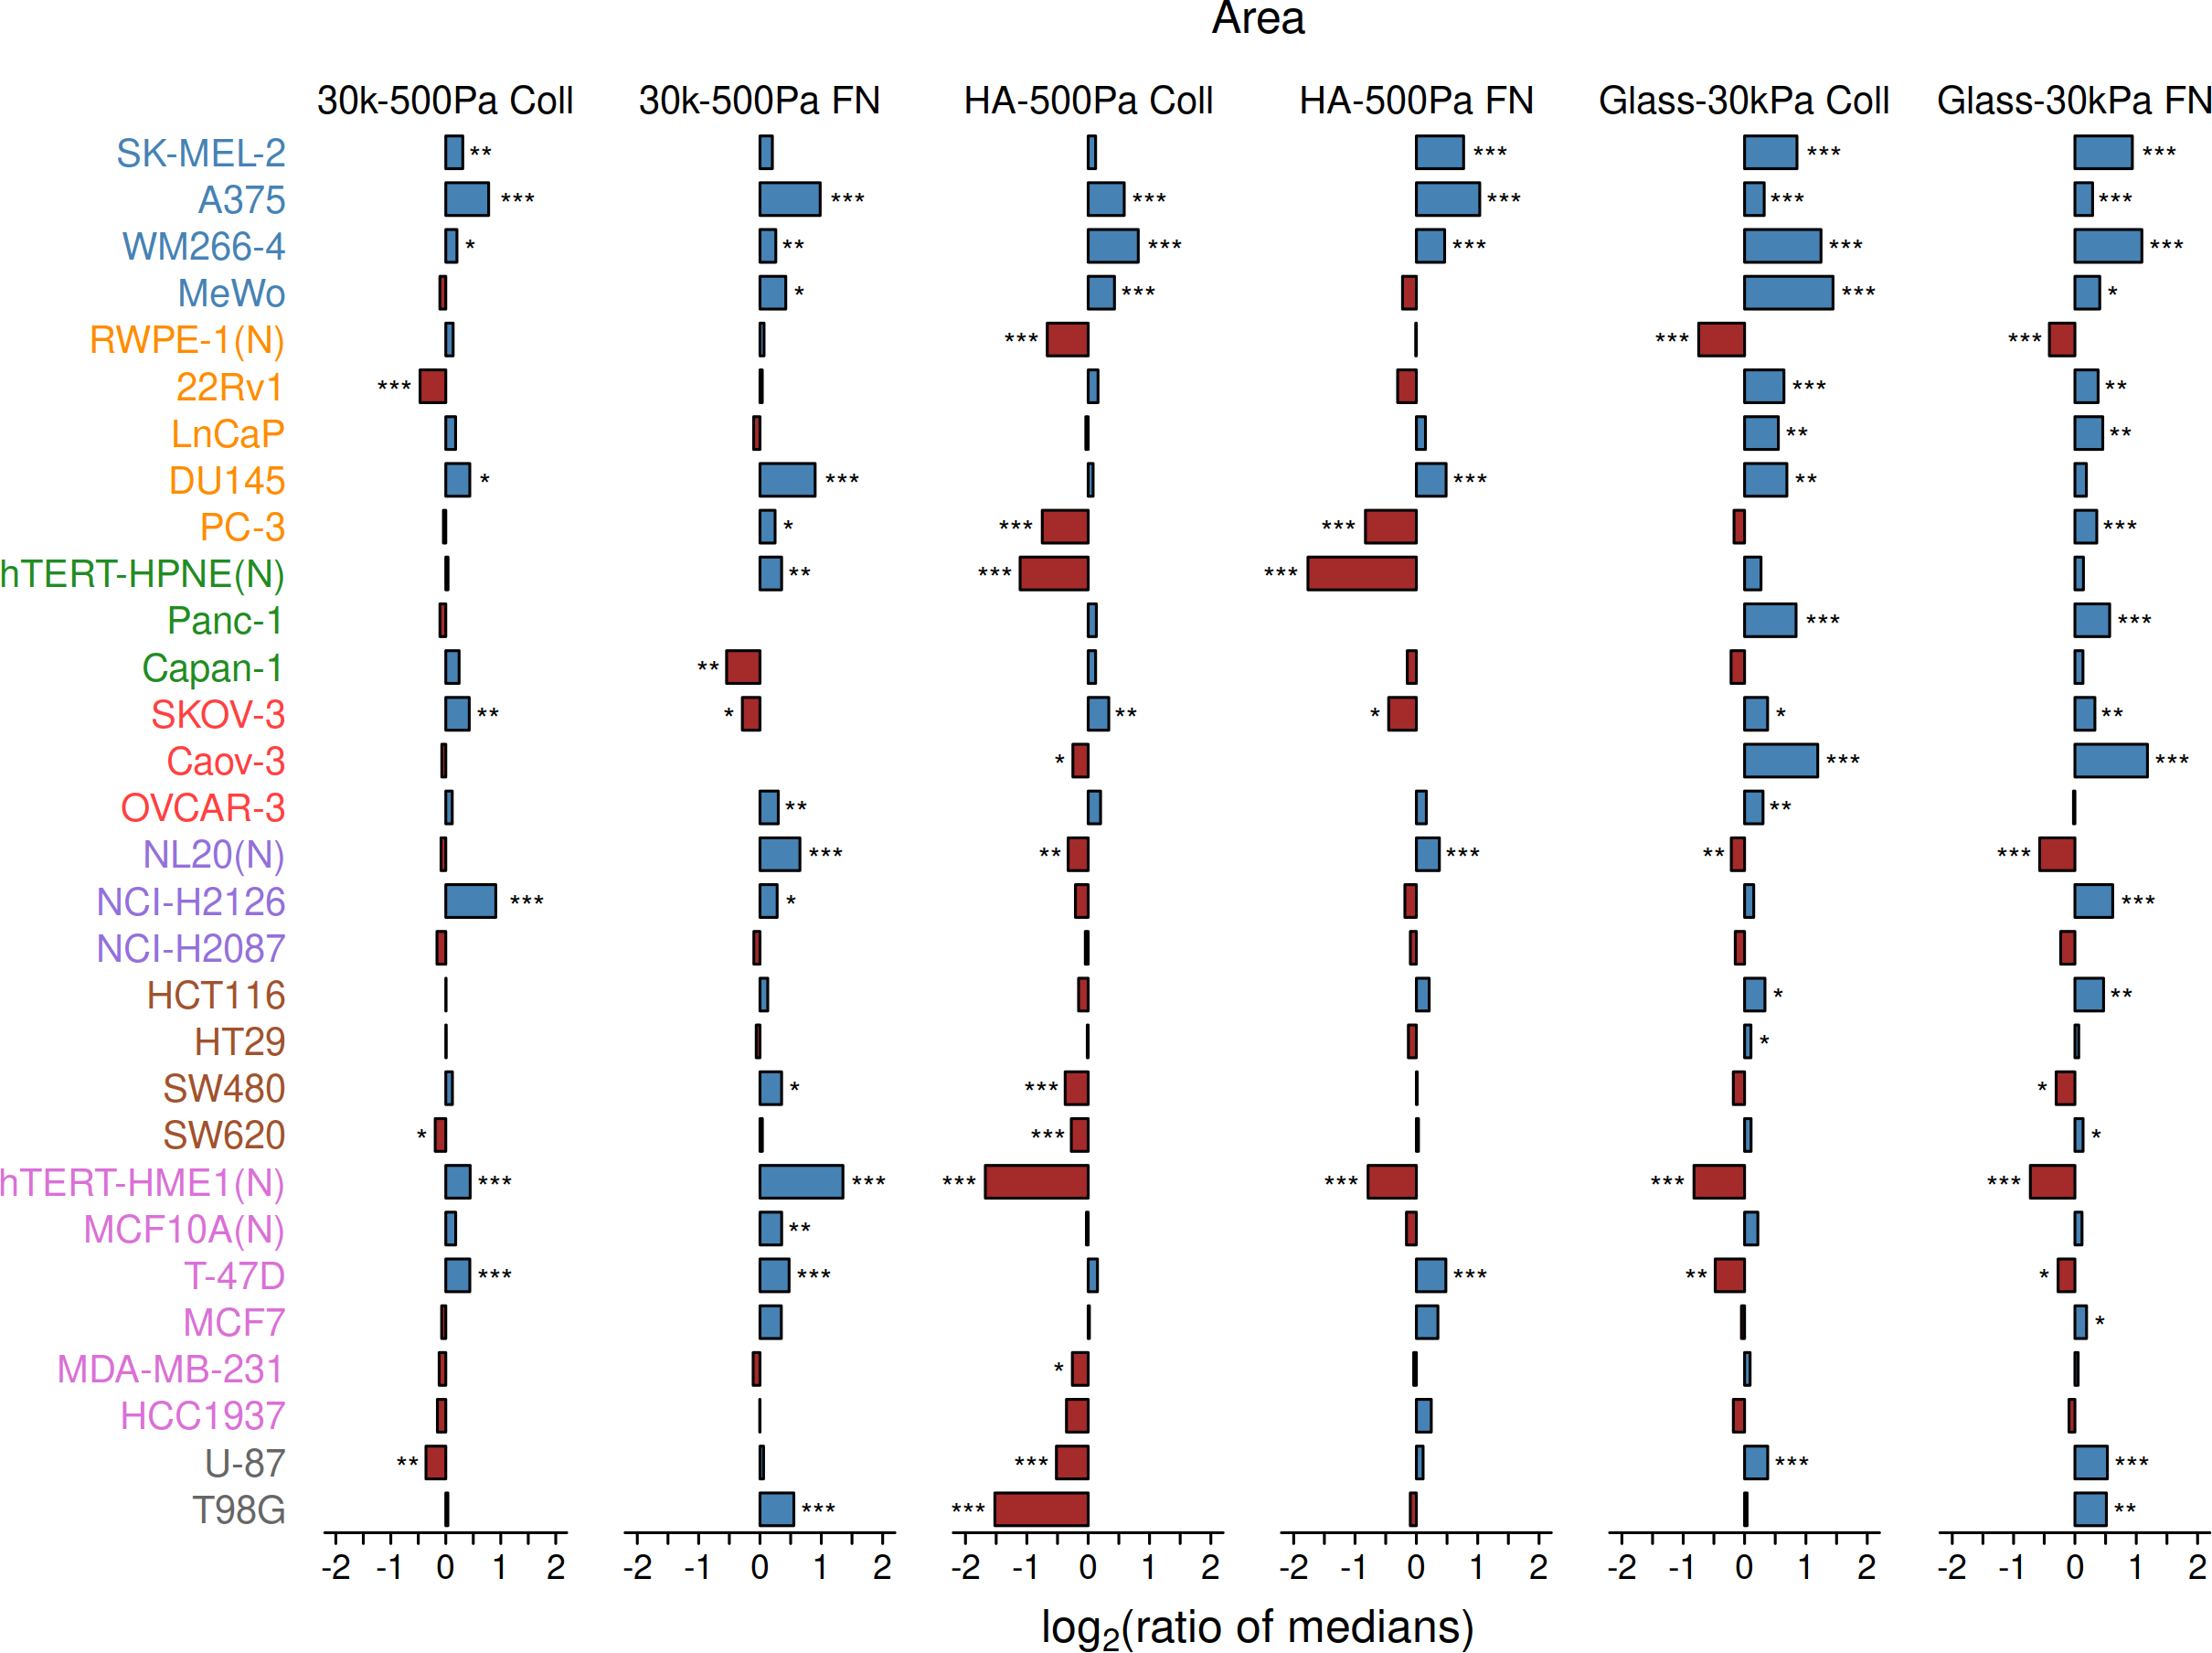 Area
30k-500Pa Coll 30k-500Pa FN HA-500Pa Coll HA-500Pa FN Glass-30kPa Coll Glass-30kPa FN
SK-MEL-2 ** *** *** ***
A375 *** *** *** *** *** ***
WM266-4 * ** *** *** *** ***
MeWo * *** *** *
RWPE-1(N) *** *** ***
22Rv1 *** *** **
LnCaP ** **
DU145 * *** *** **
PC-3 * *** *** ***
hTERT-HPNE(N) ** *** ***
Panc-1 *** ***
Capan-1 **
SKOV-3 ** * ** * * **
Caov-3 * *** ***
OVCAR-3 ** **
NL20(N) *** ** *** ** ***
NCI-H2126 *** * ***
NCI-H2087
HCT116 * **
HT29 *
SW480 * *** *
SW620 * *** *
hTERT-HME1(N) *** *** *** *** *** ***
MCF10A(N) **
T-47D *** *** *** ** *
MCF7 *
MDA-MB-231 *
HCC1937
U-87 ** *** *** ***
T98G *** *** **
-2 -1 0 1 2 -2 -1 0 1 2 -2 -1 0 1 2 -2 -1 0 1 2 -2 -1 0 1 2 -2 -1 0 1 2
log₂(ratio of medians)